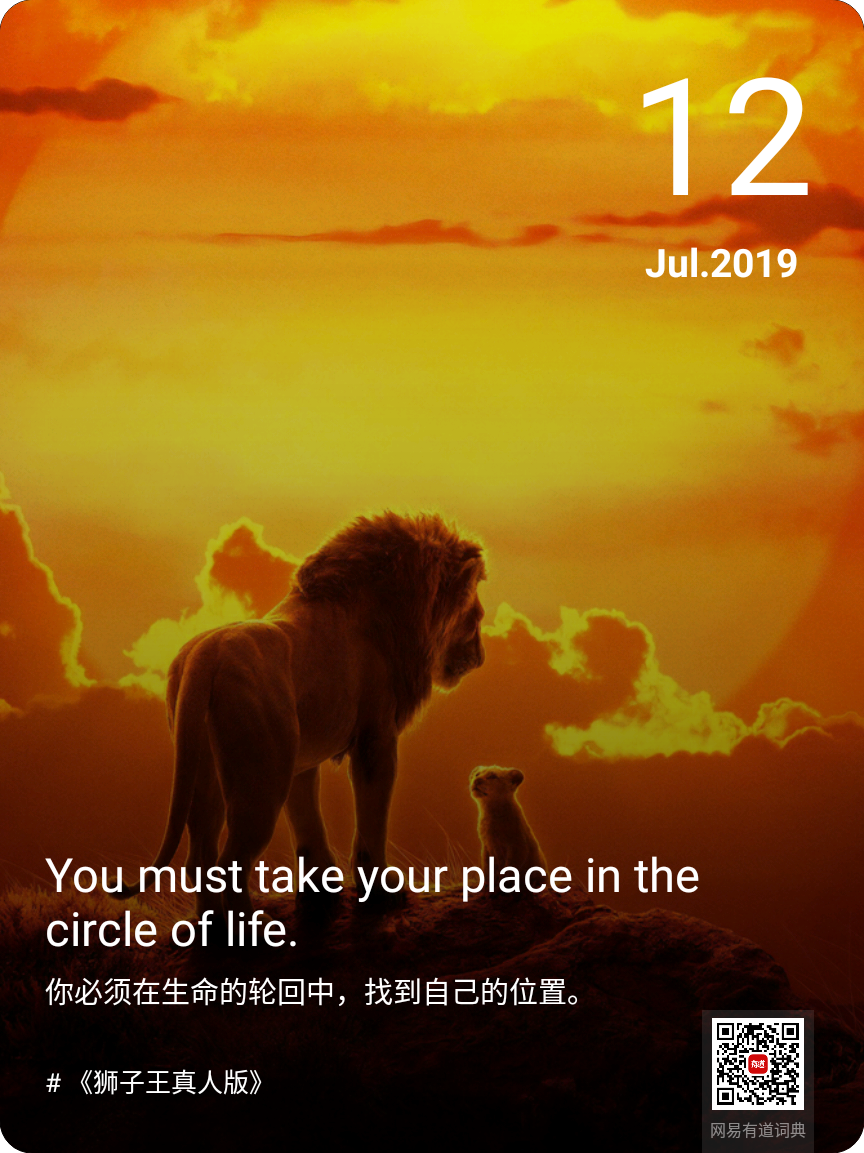 12
Jul.2019
You must take your place in the
circle of life.
你必须在生命的轮回中，找到自己的位置。
# 《狮子王真人版》
有道
网易有道词典